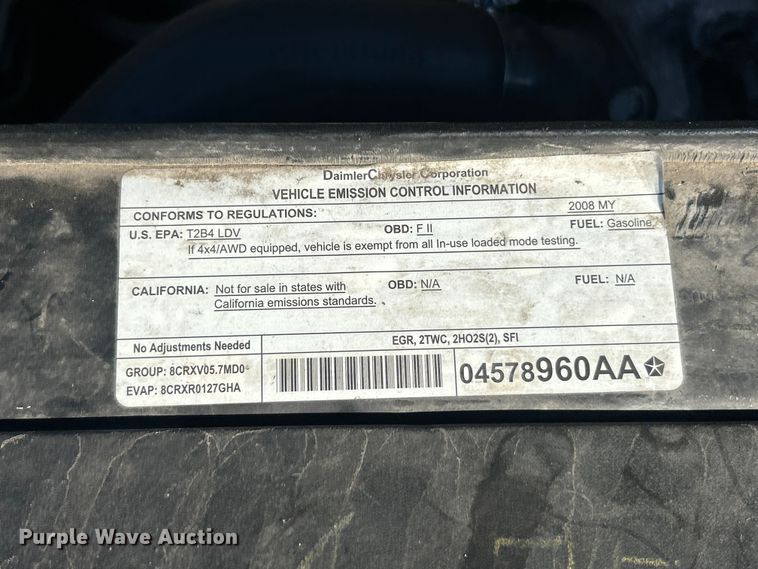 DaimlerChrysler Corporation
VEHICLE EMISSION CONTROL INFORMATION
CONFORMS TO REGULATIONS: 2008 MY
U.S. EPA: T2B4 LDV OBD: F II FUEL: Gasoline
If 4x4/AWD equipped, vehicle is exempt from all In-use loaded mode testing.
CALIFORNIA: Not for sale in states with OBD: N/A FUEL: N/A
California emissions standards.
No Adjustments Needed EGR, 2TWC, 2HO2S(2), SFI
GROUP: 8CRXV05.7MD0
EVAP: 8CRXR0127GHA
04578960AA
Purple Wave Auction